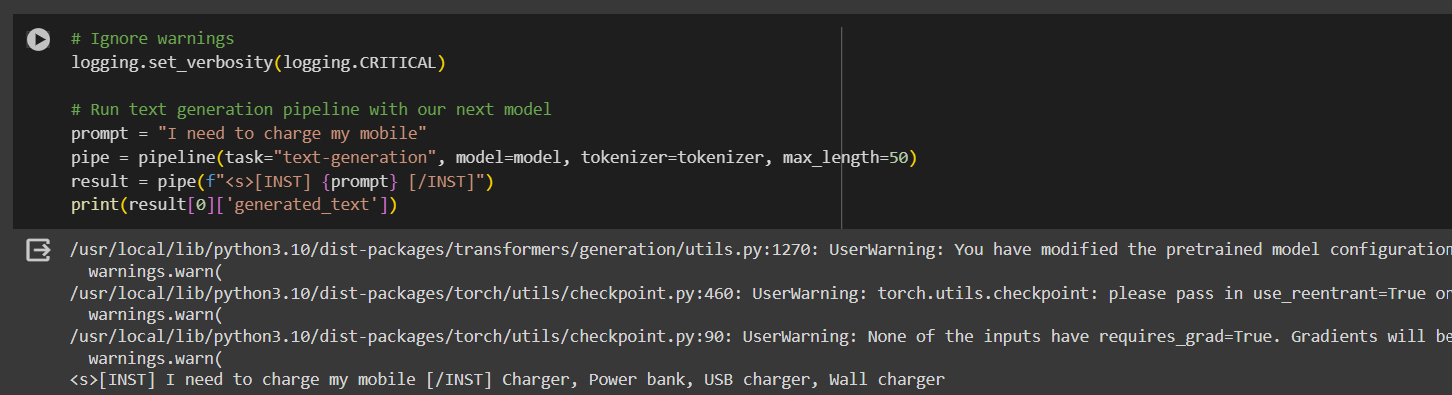 # Ignore warnings
logging.set_verbosity(logging.CRITICAL)
# Run text generation pipeline with our next model
prompt = "I need to charge my mobile"
pipe = pipeline(task="text-generation", model=model, tokenizer=tokenizer, max_length=50)
result = pipe(f"<s>[INST] {prompt} [/INST]")
print(result[0]['generated_text'])
/usr/local/lib/python3.10/dist-packages/transformers/generation/utils.py:1270: UserWarning: You have modified the pretrained model configuration
  warnings.warn(
/usr/local/lib/python3.10/dist-packages/torch/utils/checkpoint.py:460: UserWarning: torch.utils.checkpoint: please pass in use_reentrant=True or
  warnings.warn(
/usr/local/lib/python3.10/dist-packages/torch/utils/checkpoint.py:90: UserWarning: None of the inputs have requires_grad=True. Gradients will be
  warnings.warn(
<s>[INST] I need to charge my mobile [/INST] Charger, Power bank, USB charger, Wall charger